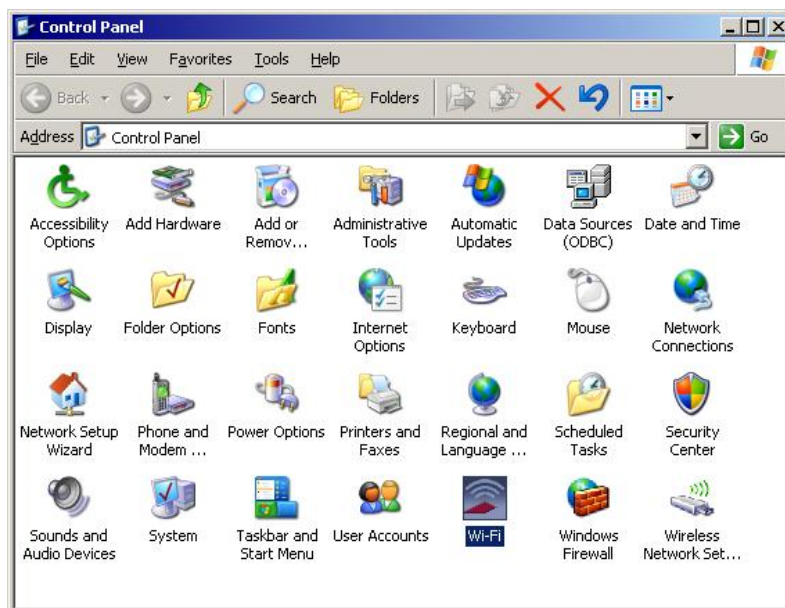 Control Panel
File Edit View Favorites Tools Help
Back Search Folders
Address Control Panel Go
Accessibility Options
Add Hardware
Add or Remov...
Administrative Tools
Automatic Updates
Data Sources (ODBC)
Date and Time
Display
Folder Options
Fonts
Internet Options
Keyboard
Mouse
Network Connections
Network Setup Wizard
Phone and Modem ...
Power Options
Printers and Faxes
Regional and Language ...
Scheduled Tasks
Security Center
Sounds and Audio Devices
System
Taskbar and Start Menu
User Accounts
Wi-Fi
Windows Firewall
Wireless Network Set...